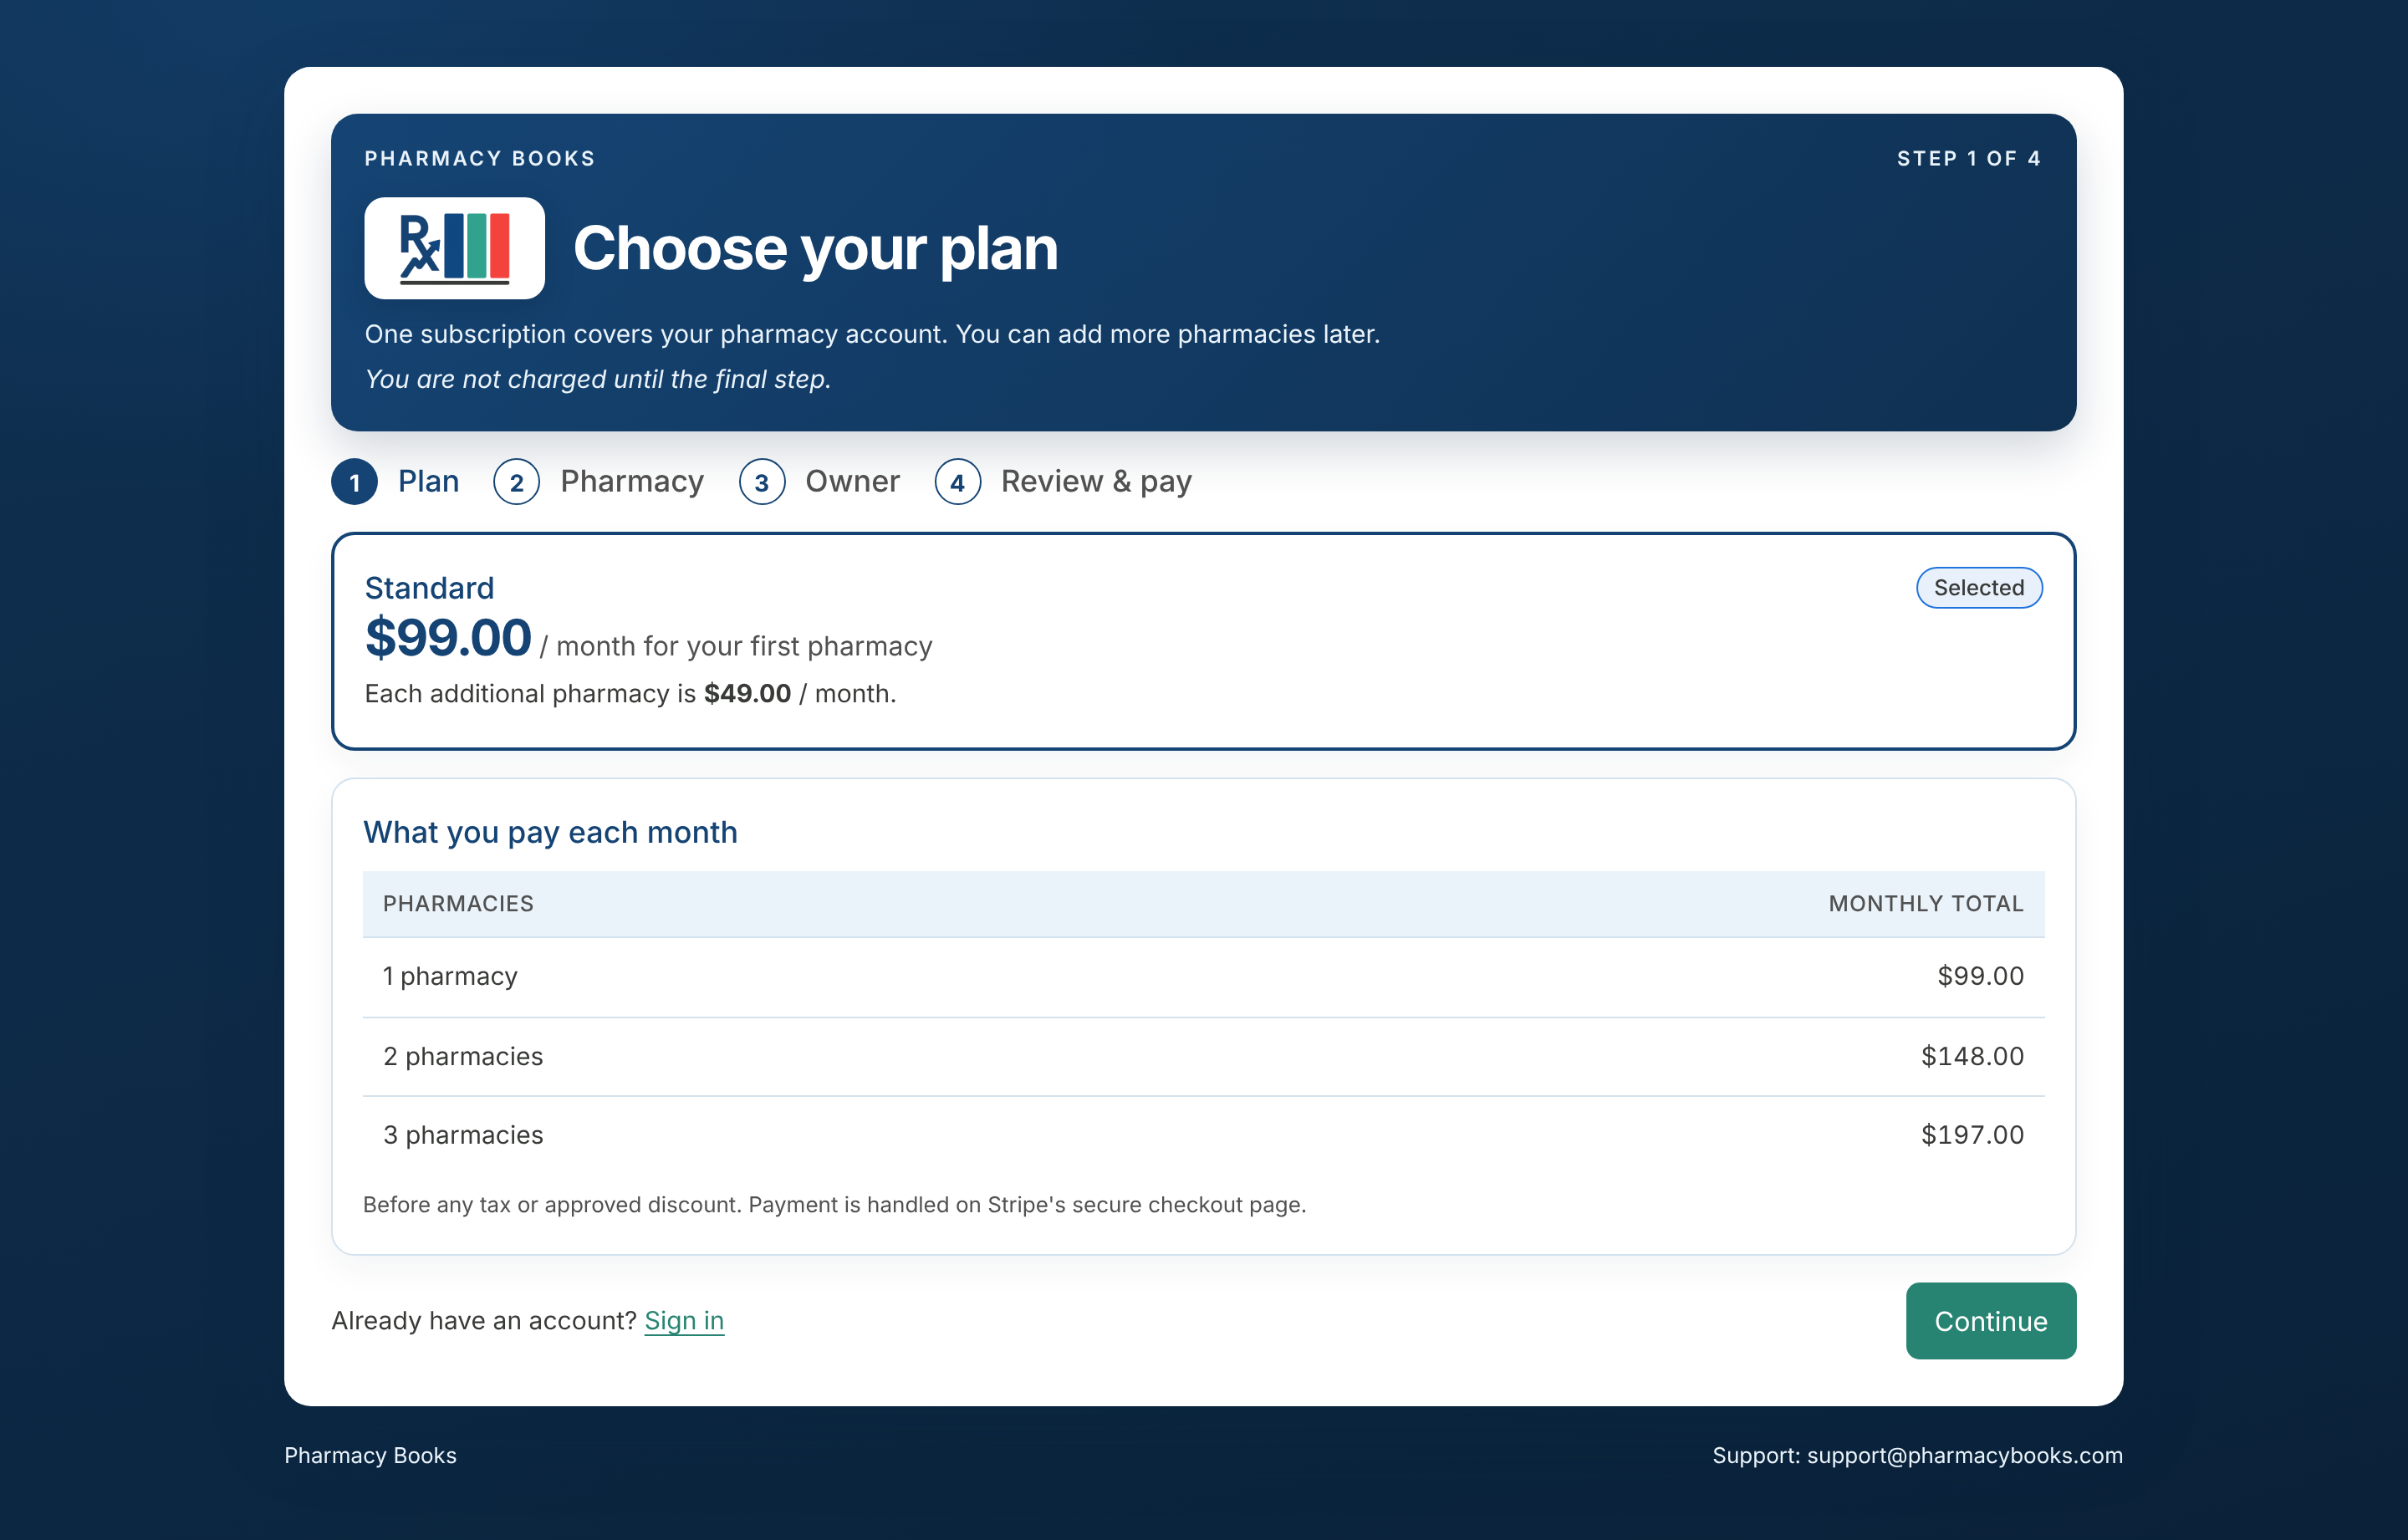 PHARMACY BOOKS
STEP 1 OF 4
Rx
Choose your plan
One subscription covers your pharmacy account. You can add more pharmacies later.
You are not charged until the final step.
1 Plan 2 Pharmacy 3 Owner 4 Review & pay
Standard
Selected
$99.00 / month for your first pharmacy
Each additional pharmacy is $49.00 / month.
What you pay each month
PHARMACIES MONTHLY TOTAL
1 pharmacy $99.00
2 pharmacies $148.00
3 pharmacies $197.00
Before any tax or approved discount. Payment is handled on Stripe's secure checkout page.
Already have an account? Sign in
Continue
Pharmacy Books
Support: support@pharmacybooks.com